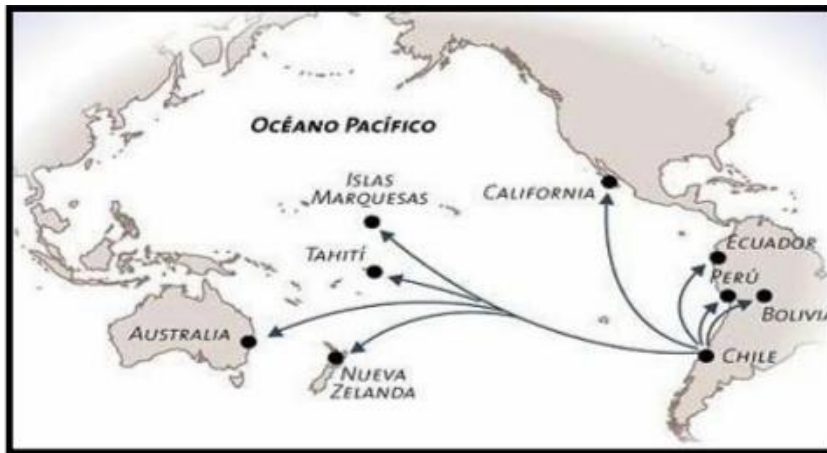 OCÉANO PACÍFICO
ISLAS
MARQUESAS
CALIFORNIA
TAHITÍ
ECUADOR
PERÚ
BOLIVIA
AUSTRALIA
NUEVA
ZELANDA
CHILE